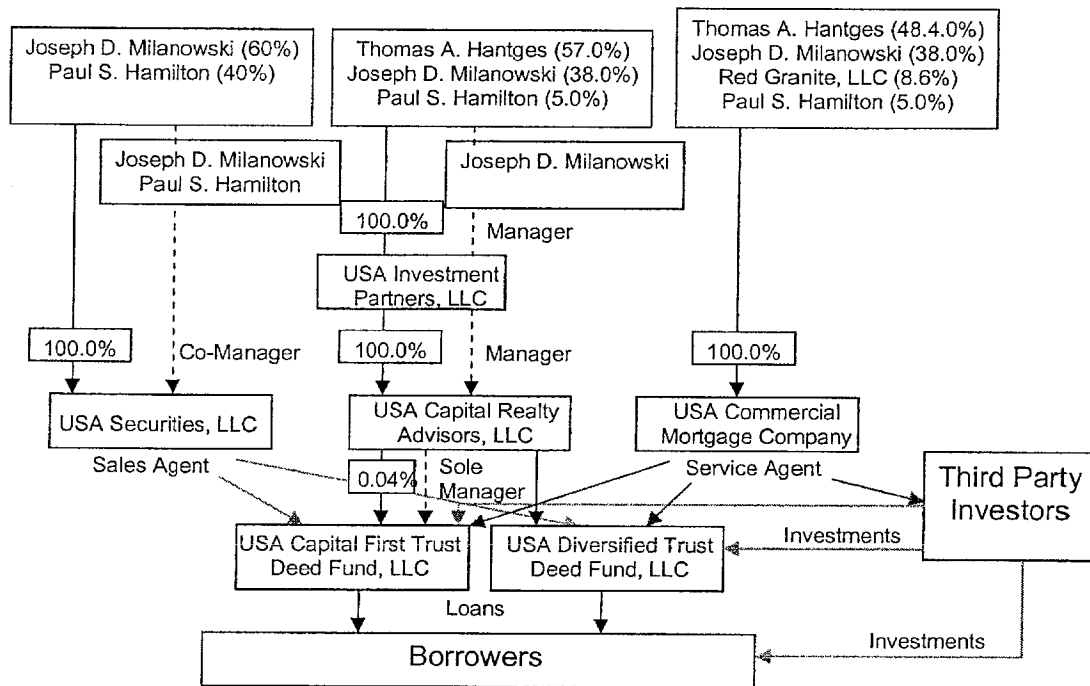 Joseph D. Milanowski (60%)
Paul S. Hamilton (40%)
Thomas A. Hantges (57.0%)
Joseph D. Milanowski (38.0%)
Paul S. Hamilton (5.0%)
Thomas A. Hantges (48.4.0%)
Joseph D. Milanowski (38.0%)
Red Granite, LLC (8.6%)
Paul S. Hamilton (5.0%)
Joseph D. Milanowski
Paul S. Hamilton
Joseph D. Milanowski
100.0%
Manager
USA Investment
Partners, LLC
100.0%
Co-Manager
100.0%
Manager
100.0%
USA Securities, LLC
USA Capital Realty
Advisors, LLC
USA Commercial
Mortgage Company
Sales Agent
0.04%
Sole
Manager
Service Agent
Third Party
Investors
USA Capital First Trust
Deed Fund, LLC
USA Diversified Trust
Deed Fund, LLC
Investments
Loans
Borrowers
Investments